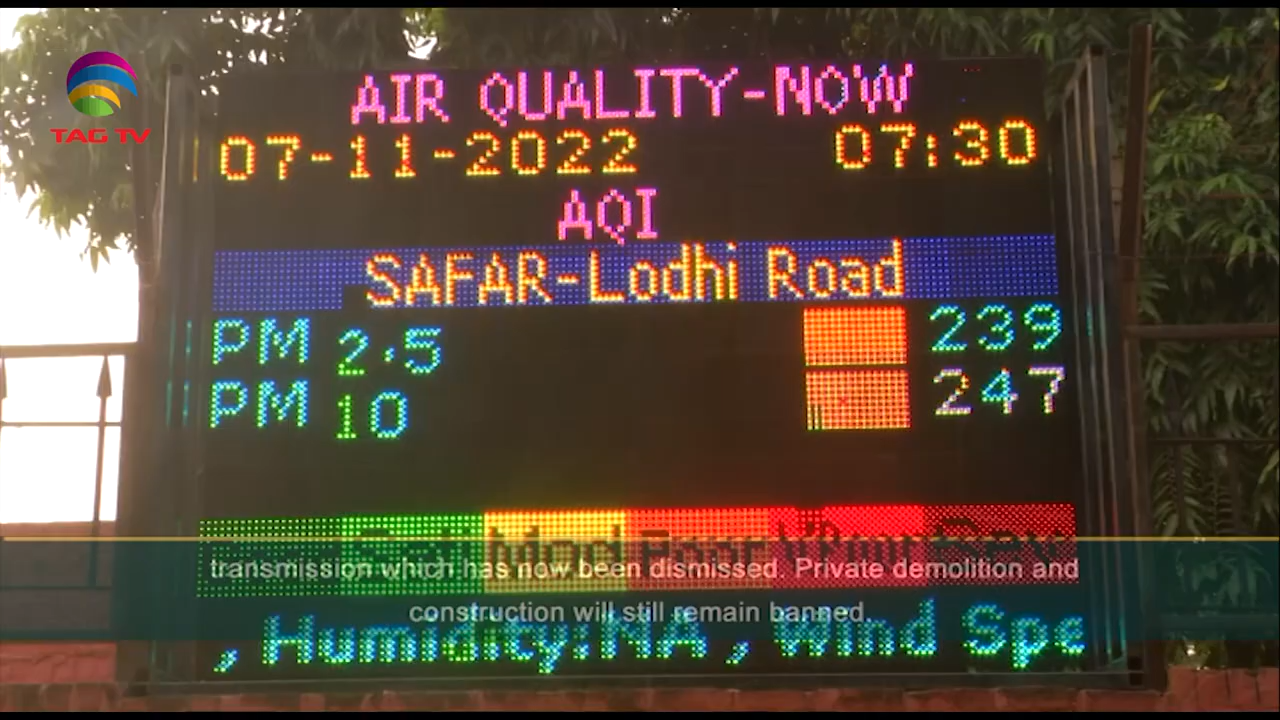 TAG TV
AIR QUALITY-NOW
07-11-2022 07:30
AQI
SAFAR-Lodhi Road
PM 2.5 239
PM 10 247
Mod Poor
transmission which has now been dismissed. Private demolition and
construction will still remain banned.
, Humidity:NA , Wind Spe